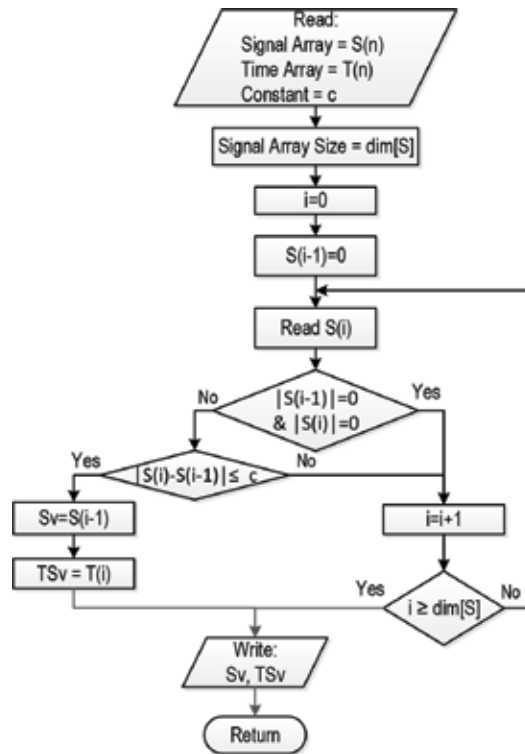 Read:
Signal Array = S(n)
Time Array = T(n)
Constant = c
Signal Array Size = dim[S]
i=0
S(i-1)=0
Read S(i)
No
|S(i-1)|=0
& |S(i)|=0
Yes
Yes
|S(i)-S(i-1)|≤ c
No
Sv=S(i-1)
i=i+1
TSv = T(i)
Yes
i ≥ dim[S]
No
Write:
Sv, TSv
Return